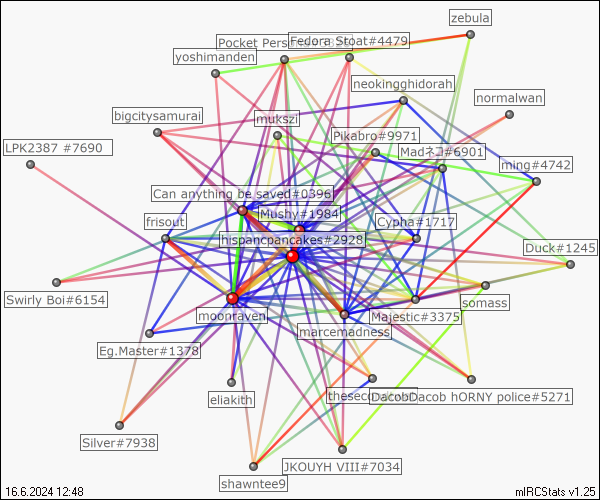 zebula
Pocket Pers
Fedora Stoat#4479
yoshimanden
neokingghidorah
normalwan
bigcitysamurai
mukszi
Pikabro#9971
LPK2387 #7690
Madネコ#6901
ming#4742
Can anything be saved#0396
Mushy#1984
frisout
Cypha#1717
hispancpancakes#2928
Duck#1245
Swirly Boi#6154
somass
moonraven
Majestic#3375
marcemadness
Eg.Master#1378
eliakith
DacobDacob hORNY police#5271
Silver#7938
JKOUYH VIII#7034
shawntee9
16.6.2024 12:48
mIRCStats v1.25